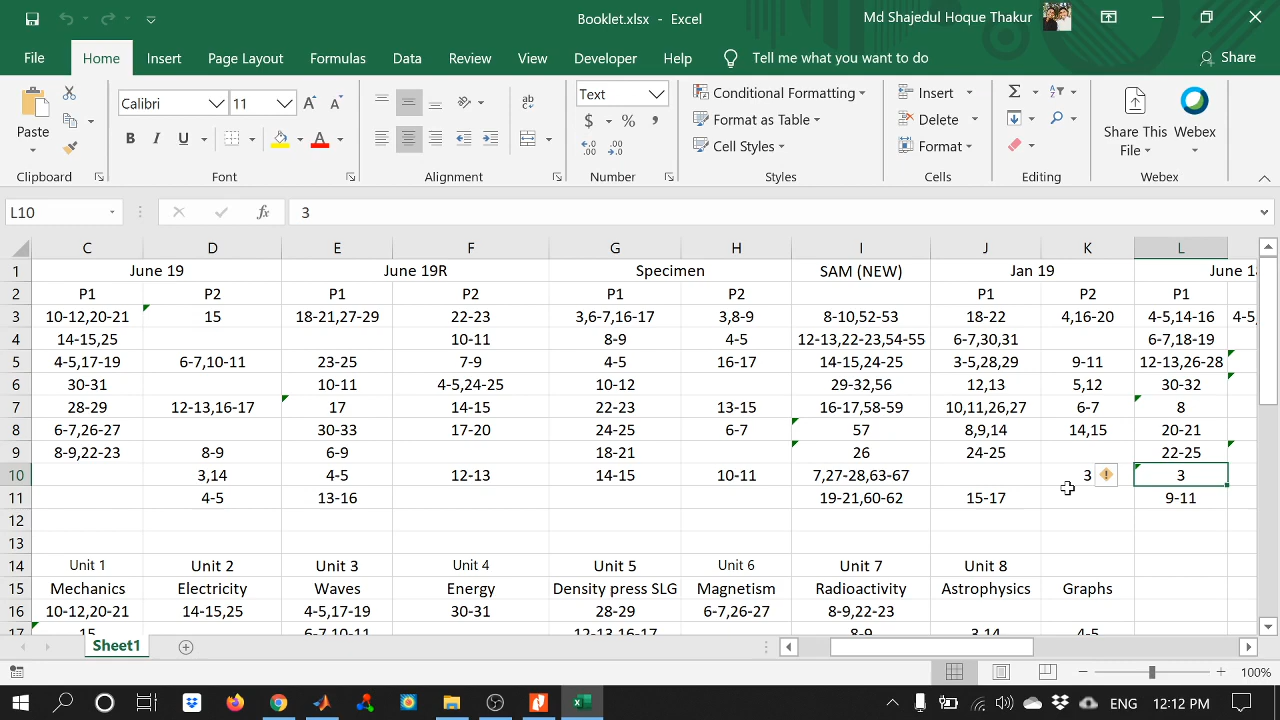 Booklet.xlsx - Excel
Md Shajedul Hoque Thakur
File Home Insert Page Layout Formulas Data Review View Developer Help Tell me what you want to do Share
Paste
Calibri 11
B I U A
ab
Text
$ % ,
Conditional Formatting
Format as Table
Cell Styles
Insert
Delete
Format
Share This File
Webex
Clipboard Font Alignment Number Styles Cells Editing Webex
L10 fx 3
C D E F G H I J K L
1 June 19 June 19R Specimen SAM (NEW) Jan 19
2 P1 P2 P1 P2 P1 P2 P1 P2 P1
3 10-12,20-21 15 18-21,27-29 22-23 3,6-7,16-17 3,8-9 8-10,52-53 18-22 4,16-20 4-5,14-16
4 14-15,25 10-11 8-9 4-5 12-13,22-23,54-55 6-7,30,31 6-7,18-19
5 4-5,17-19 6-7,10-11 23-25 7-9 4-5 16-17 14-15,24-25 3-5,28,29 9-11 12-13,26-28
6 30-31 10-11 4-5,24-25 10-12 29-32,56 12,13 5,12 30-32
7 28-29 12-13,16-17 17 14-15 22-23 13-15 16-17,58-59 10,11,26,27 6-7 8
8 6-7,26-27 30-33 17-20 24-25 6-7 57 8,9,14 14,15 20-21
9 8-9,22-23 8-9 6-9 18-21 26 24-25 22-25
10 3,14 4-5 12-13 14-15 10-11 7,27-28,63-67 3 3
11 4-5 13-16 19-21,60-62 15-17 9-11
12
13
14 Unit 1 Unit 2 Unit 3 Unit 4 Unit 5 Unit 6 Unit 7 Unit 8
15 Mechanics Electricity Waves Energy Density press SLG Magnetism Radioactivity Astrophysics Graphs
16 10-12,20-21 14-15,25 4-5,17-19 30-31 28-29 6-7,26-27 8-9,22-23
17 15 6-7,10-11 12-13,16-17 8-9 3,14 4-5
Sheet1
100%
ENG 12:12 PM